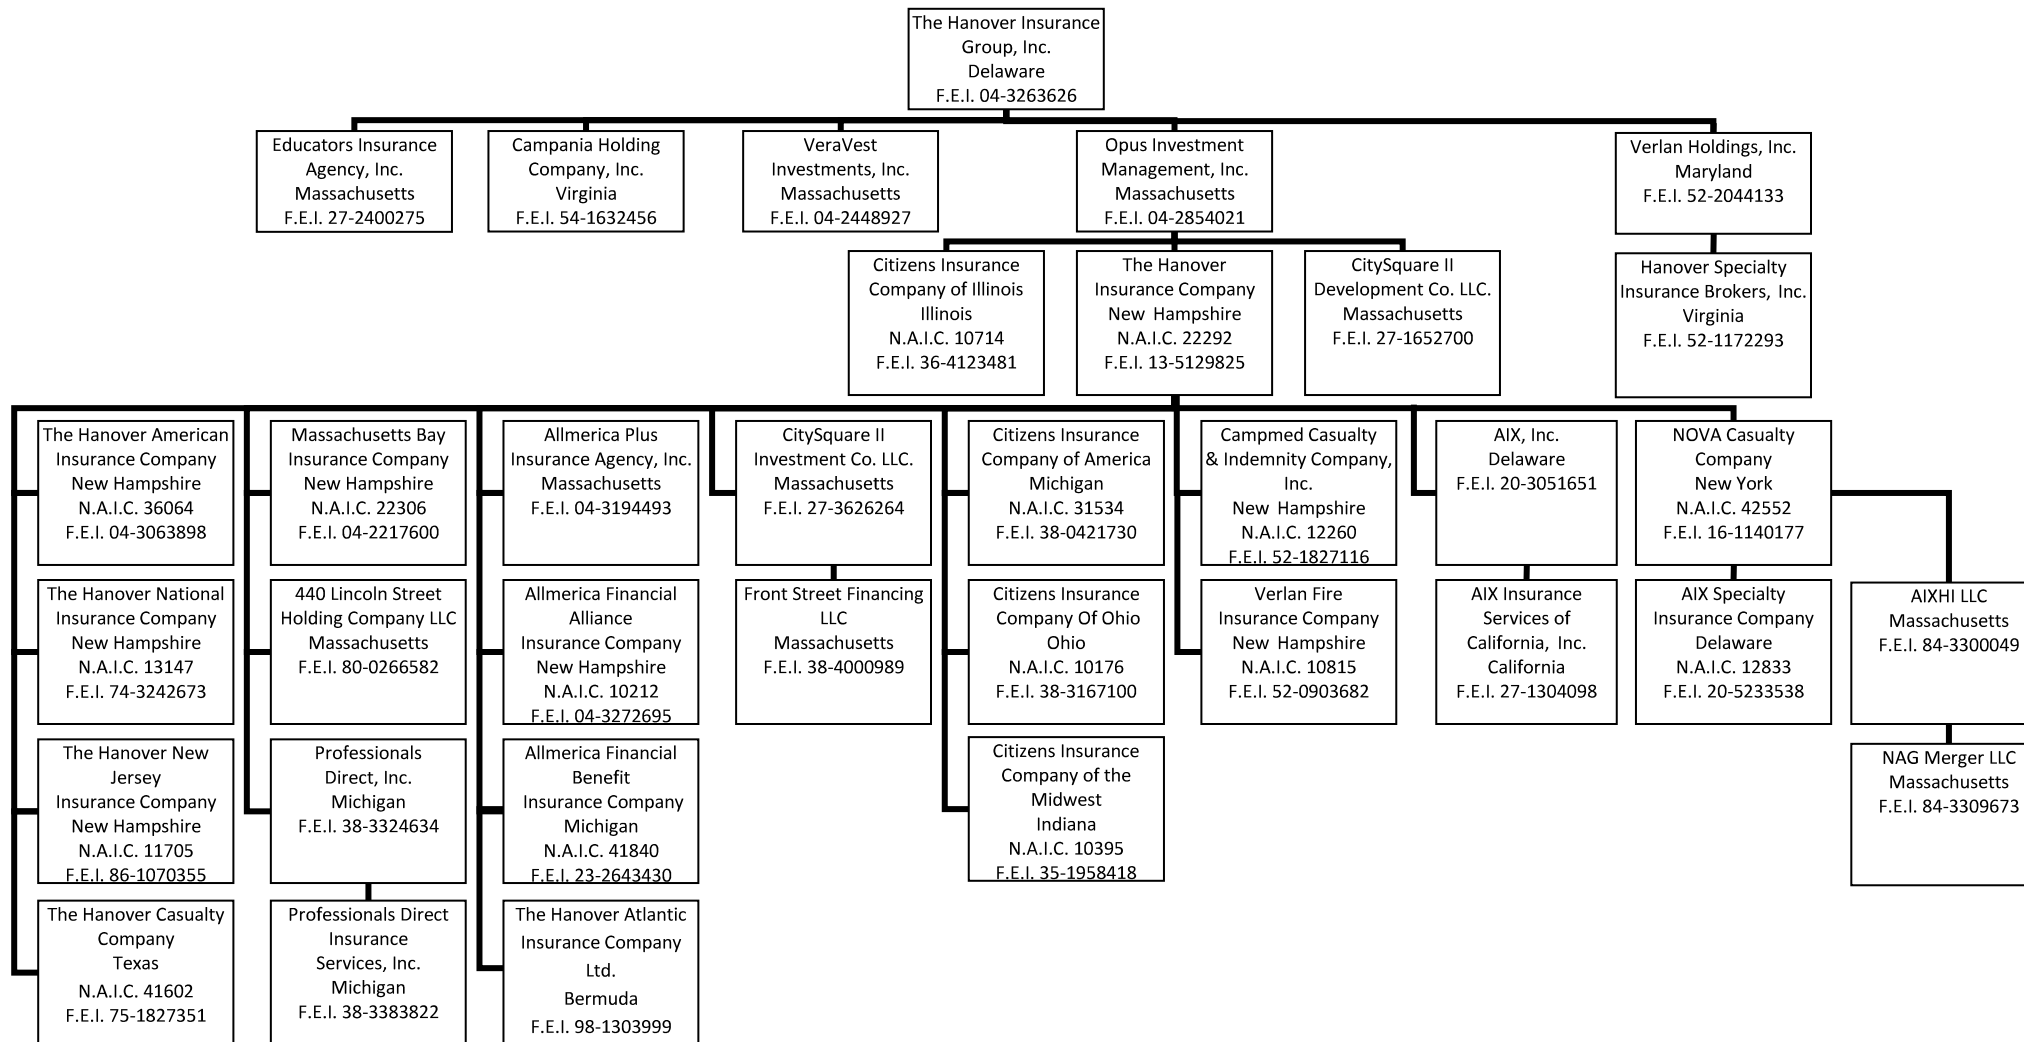 The Hanover Insurance
Group, Inc.
Delaware
F.E.I. 04-3263626
Educators Insurance
Agency, Inc.
Massachusetts
F.E.I. 27-2400275
Campania Holding
Company, Inc.
Virginia
F.E.I. 54-1632456
VeraVest
Investments, Inc.
Massachusetts
F.E.I. 04-2448927
Opus Investment
Management, Inc.
Massachusetts
F.E.I. 04-2854021
Verlan Holdings, Inc.
Maryland
F.E.I. 52-2044133
Citizens Insurance
Company of Illinois
Illinois
N.A.I.C. 10714
F.E.I. 36-4123481
The Hanover
Insurance Company
New Hampshire
N.A.I.C. 22292
F.E.I. 13-5129825
CitySquare II
Development Co. LLC.
Massachusetts
F.E.I. 27-1652700
Hanover Specialty
Insurance Brokers, Inc.
Virginia
F.E.I. 52-1172293
The Hanover American
Insurance Company
New Hampshire
N.A.I.C. 36064
F.E.I. 04-3063898
Massachusetts Bay
Insurance Company
New Hampshire
N.A.I.C. 22306
F.E.I. 04-2217600
Allmerica Plus
Insurance Agency, Inc.
Massachusetts
F.E.I. 04-3194493
CitySquare II
Investment Co. LLC.
Massachusetts
F.E.I. 27-3626264
Citizens Insurance
Company of America
Michigan
N.A.I.C. 31534
F.E.I. 38-0421730
Campmed Casualty
& Indemnity Company,
Inc.
New Hampshire
N.A.I.C. 12260
F.E.I. 52-1827116
AIX, Inc.
Delaware
F.E.I. 20-3051651
NOVA Casualty
Company
New York
N.A.I.C. 42552
F.E.I. 16-1140177
The Hanover National
Insurance Company
New Hampshire
N.A.I.C. 13147
F.E.I. 74-3242673
440 Lincoln Street
Holding Company LLC
Massachusetts
F.E.I. 80-0266582
Allmerica Financial
Alliance
Insurance Company
New Hampshire
N.A.I.C. 10212
F.E.I. 04-3272695
Front Street Financing
LLC
Massachusetts
F.E.I. 38-4000989
Citizens Insurance
Company Of Ohio
Ohio
N.A.I.C. 10176
F.E.I. 38-3167100
Verlan Fire
Insurance Company
New Hampshire
N.A.I.C. 10815
F.E.I. 52-0903682
AIX Insurance
Services of
California, Inc.
California
F.E.I. 27-1304098
AIX Specialty
Insurance Company
Delaware
N.A.I.C. 12833
F.E.I. 20-5233538
AIXHI LLC
Massachusetts
F.E.I. 84-3300049
The Hanover New
Jersey
Insurance Company
New Hampshire
N.A.I.C. 11705
F.E.I. 86-1070355
Professionals
Direct, Inc.
Michigan
F.E.I. 38-3324634
Allmerica Financial
Benefit
Insurance Company
Michigan
N.A.I.C. 41840
F.E.I. 23-2643430
Citizens Insurance
Company of the
Midwest
Indiana
N.A.I.C. 10395
F.E.I. 35-1958418
NAG Merger LLC
Massachusetts
F.E.I. 84-3309673
The Hanover Casualty
Company
Texas
N.A.I.C. 41602
F.E.I. 75-1827351
Professionals Direct
Insurance
Services, Inc.
Michigan
F.E.I. 38-3383822
The Hanover Atlantic
Insurance Company
Ltd.
Bermuda
F.E.I. 98-1303999